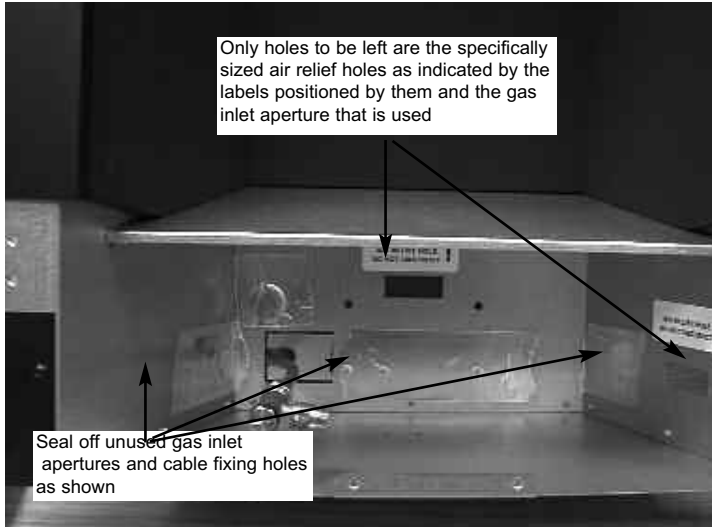 Only holes to be left are the specifically
sized air relief holes as indicated by the
labels positioned by them and the gas
inlet aperture that is used
Seal off unused gas inlet
apertures and cable fixing holes
as shown